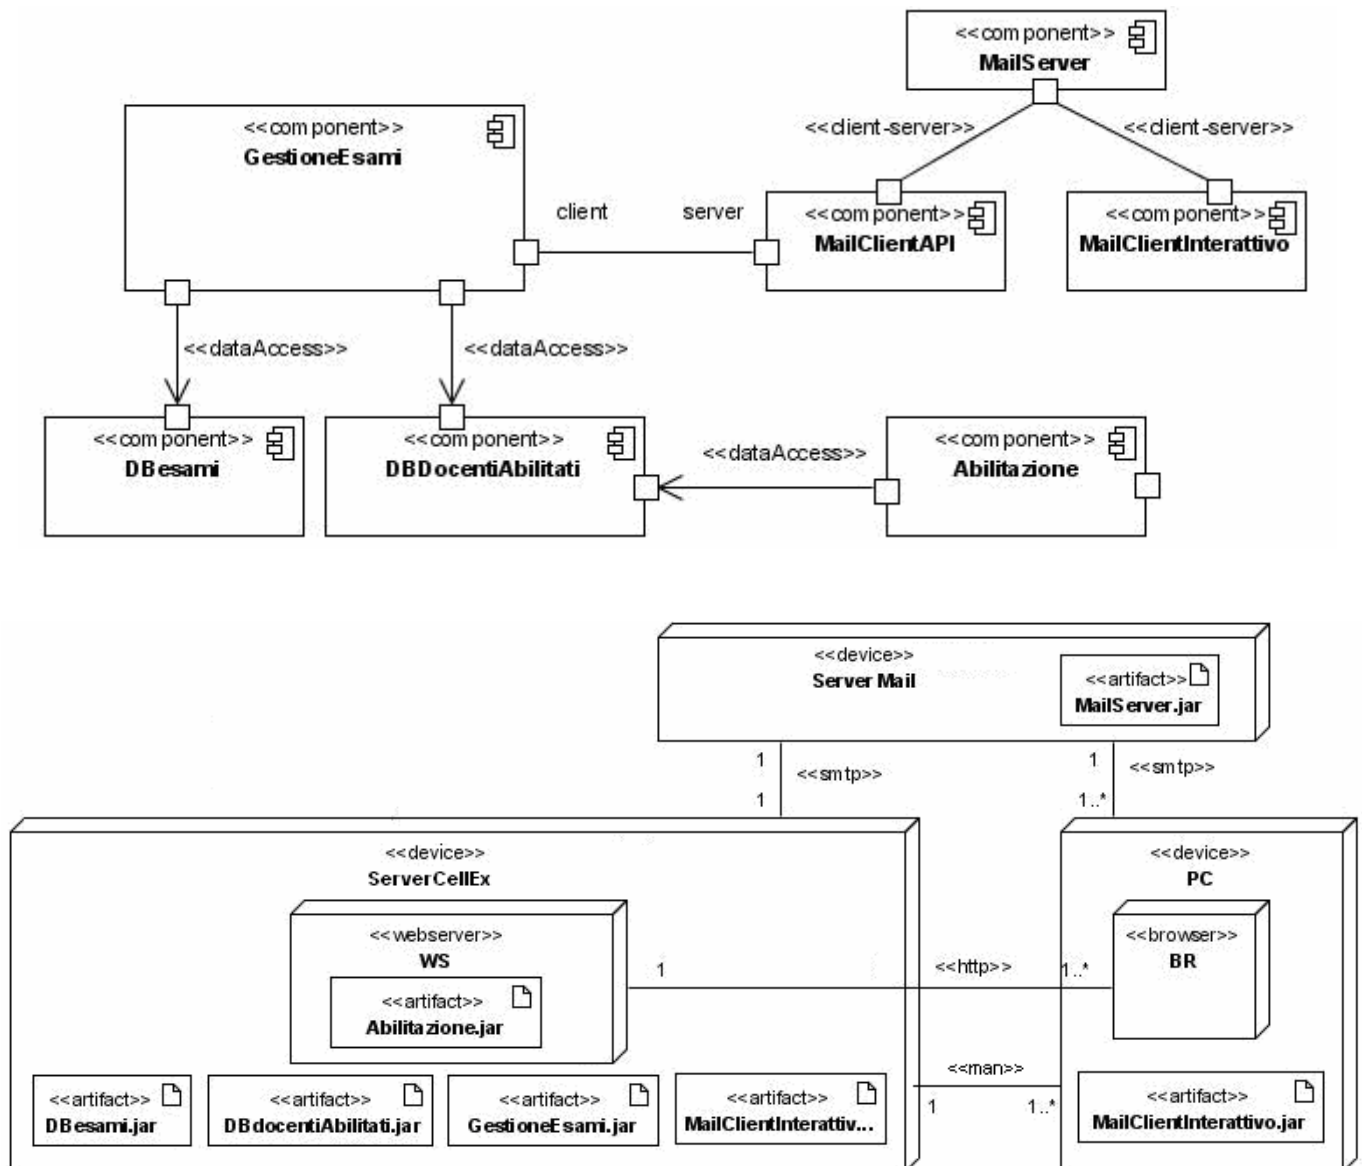 <<component>>
MailServer
<<component>>
GestioneEsami
<<client-server>>
<<client-server>>
client
server
<<component>>
MailClientAPI
<<component>>
MailClientInterattivo
<<dataAccess>>
<<dataAccess>>
<<component>>
DBesami
<<component>>
DBDocentiAbilitati
<<dataAccess>>
<<component>>
Abilitazione
<<device>>
Server Mail
<<artifact>>
MailServer.jar
1
<<smtp>>
1
1
<<smtp>>
1..*
<<device>>
ServerCellEx
<<device>>
PC
<<webserver>>
WS
<<artifact>>
Abilitazione.jar
1
<<http>>
1..*
<<browser>>
BR
<<man>>
1
1..*
<<artifact>>
DBesami.jar
<<artifact>>
DBdocentiAbilitati.jar
<<artifact>>
GestioneEsami.jar
<<artifact>>
MailClientInterattiv...
<<artifact>>
MailClientInterattivo.jar